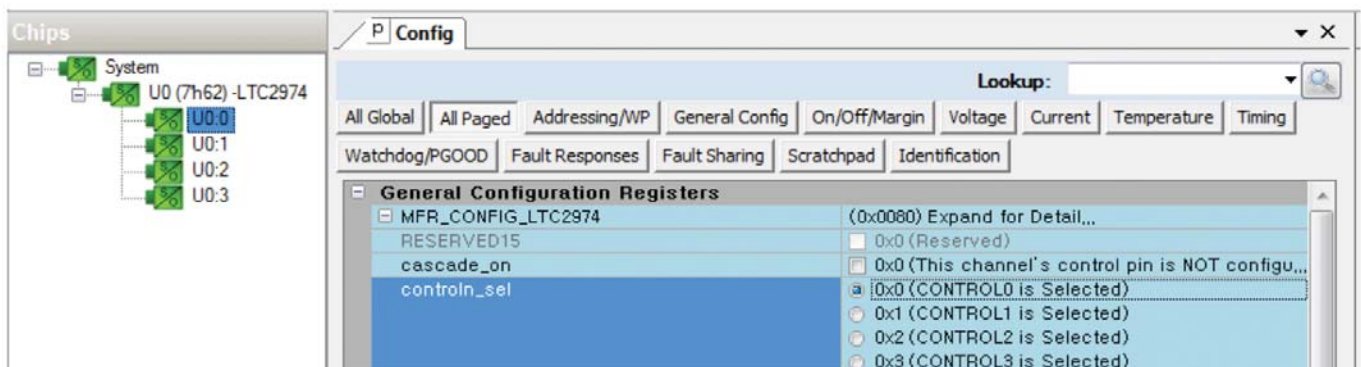 Chips
System
U0 (7h62) -LTC2974
U0:0
U0:1
U0:2
U0:3
P Config
Lookup:
All Global All Paged Addressing/WP General Config On/Off/Margin Voltage Current Temperature Timing
Watchdog/PGOOD Fault Responses Fault Sharing Scratchpad Identification
General Configuration Registers
MFR_CONFIG_LTC2974 (0x0080) Expand for Detail,,,
RESERVED15 0x0 (Reserved)
cascade_on 0x0 (This channel's control pin is NOT configu,,,
controln_sel 0x0 (CONTROL0 is Selected)
0x1 (CONTROL1 is Selected)
0x2 (CONTROL2 is Selected)
0x3 (CONTROL3 is Selected)